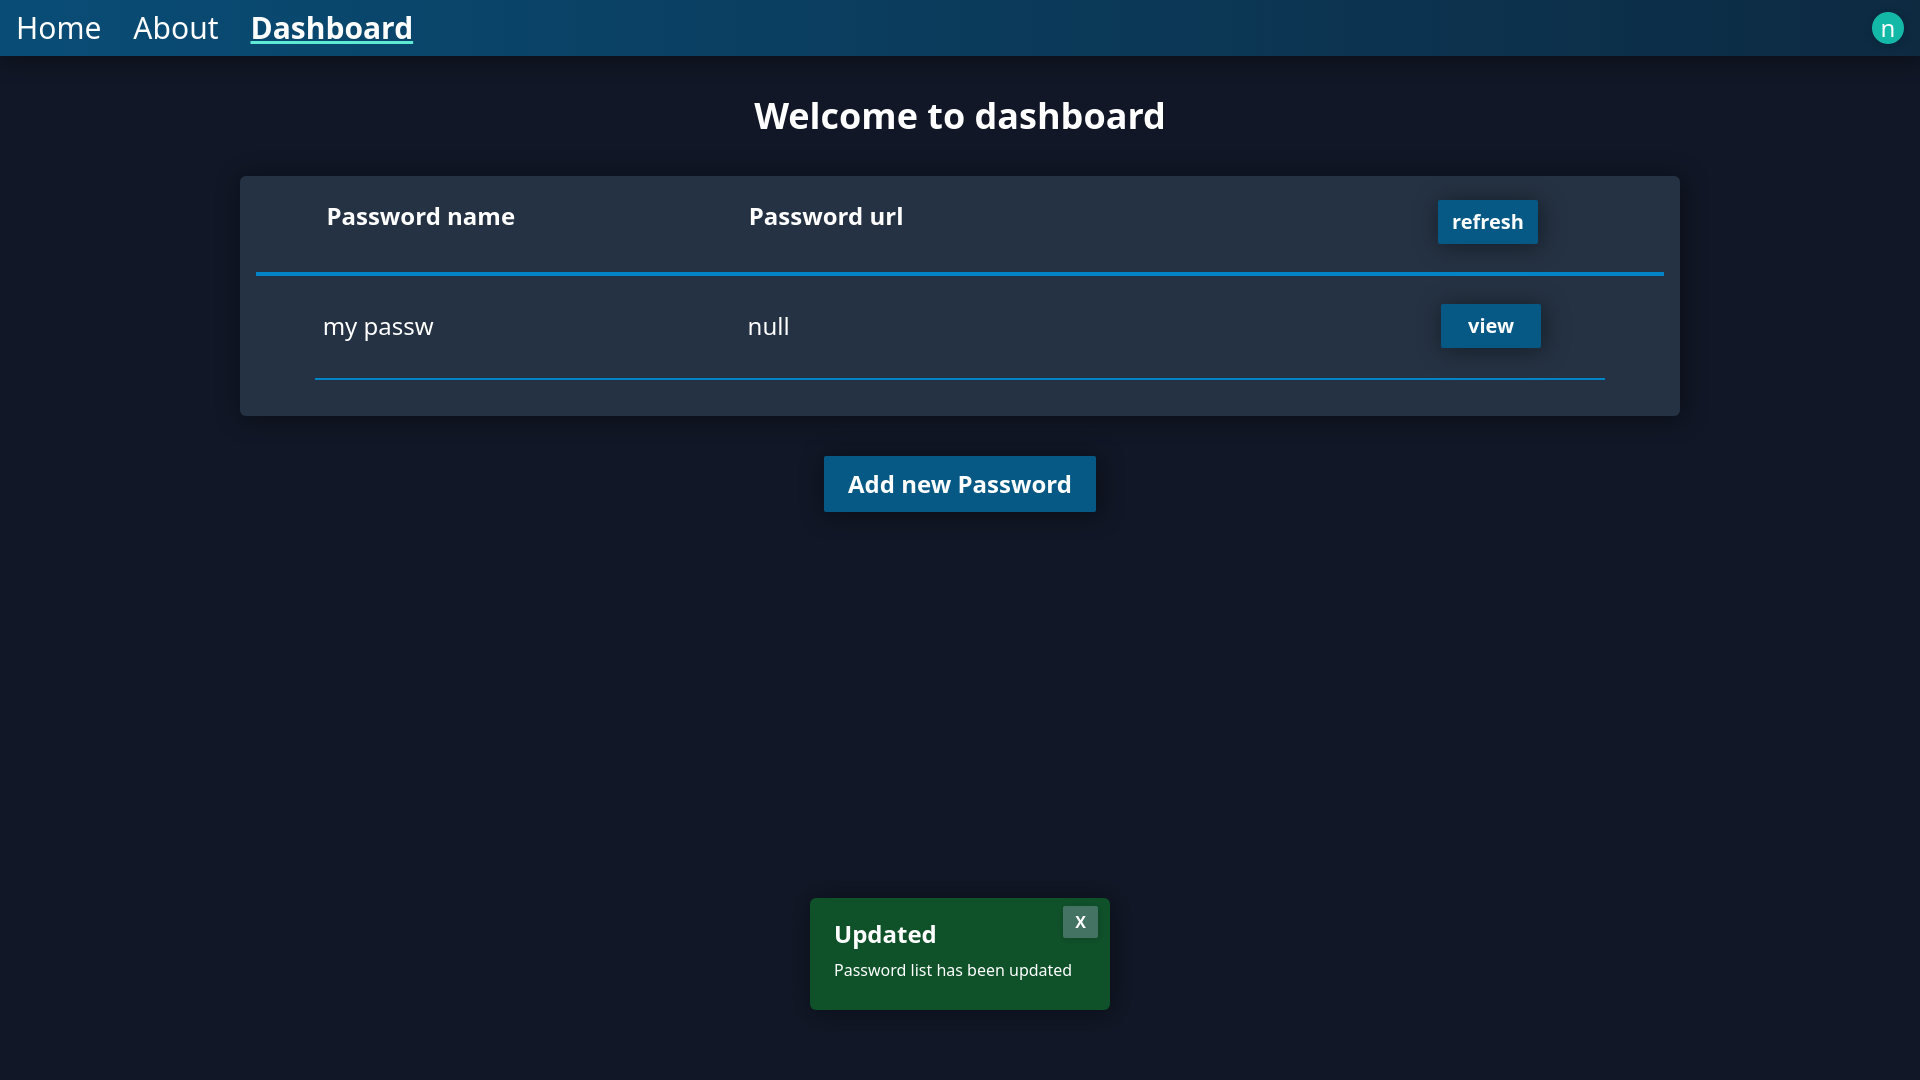 Home About Dashboard n
Welcome to dashboard
Password name Password url refresh
my passw null view
Add new Password
Updated X
Password list has been updated